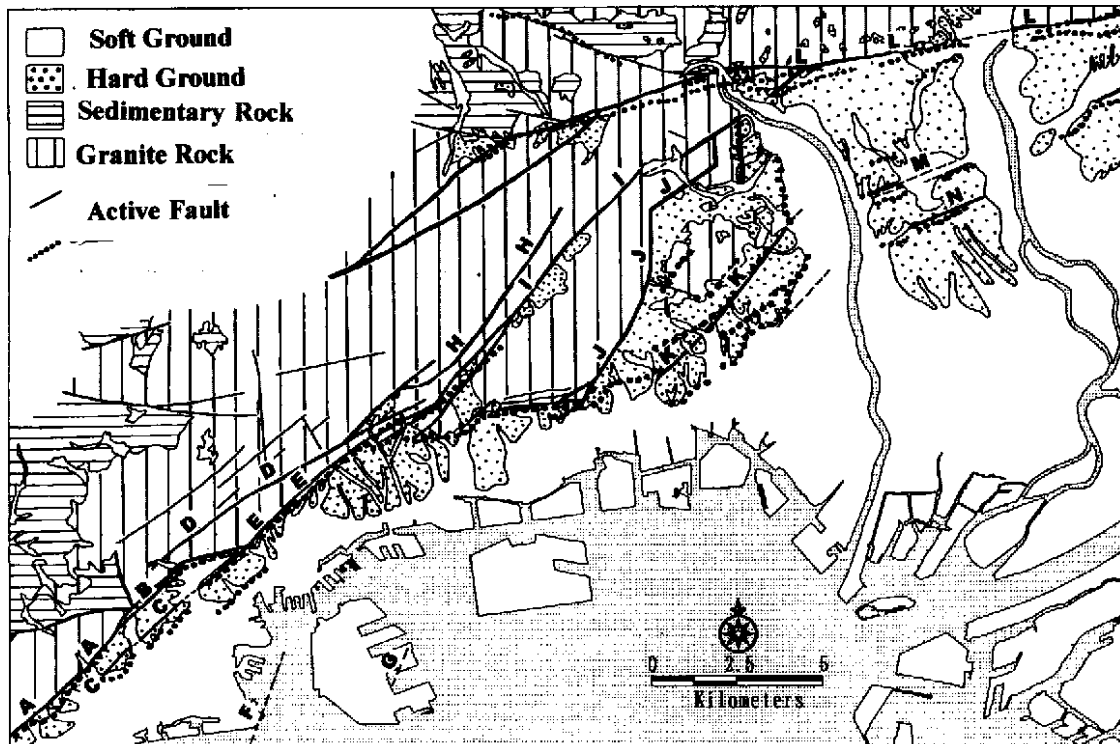 Soft Ground
Hard Ground
Sedimentary Rock
Granite Rock
Active Fault
L
L
L
M
N
I
J
H
J
I
K
H
J
K
D
E
D
E
B
C
A
C
A
G
F
0 2.5 5
Kilometers